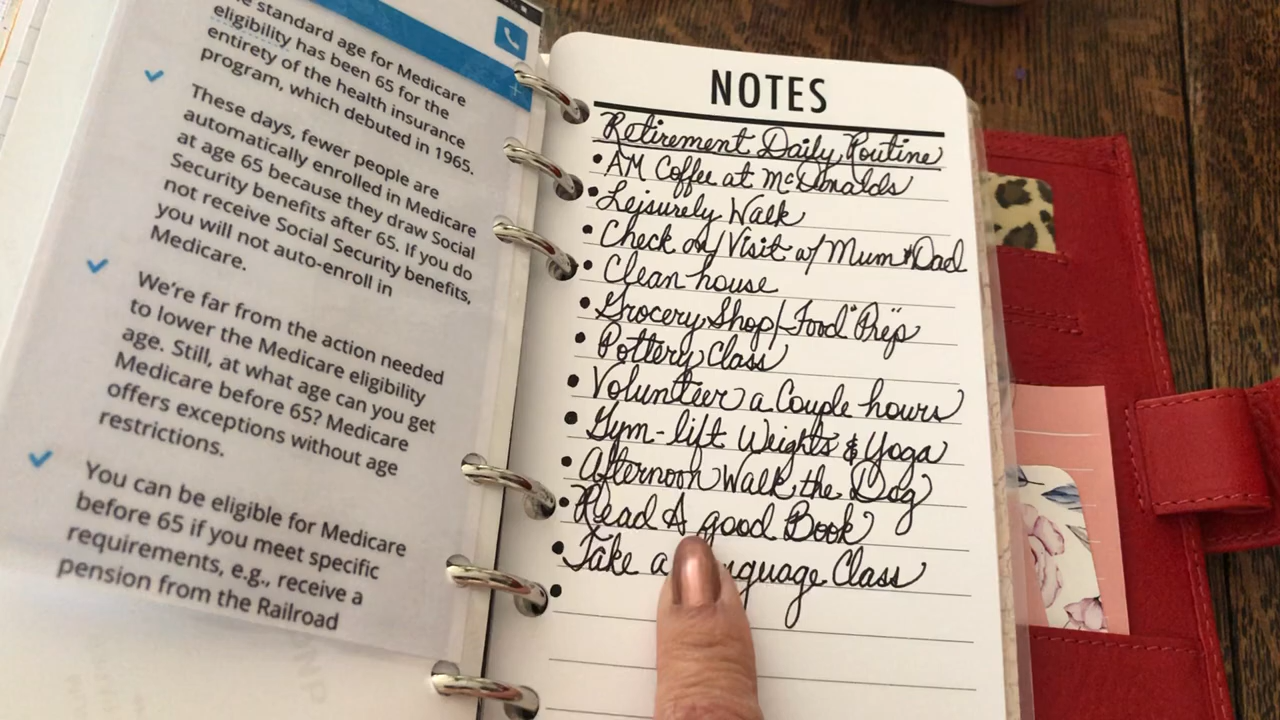 e standard age for Medicare
eligibility has been 65 for the
entirety of the health insurance
program, which debuted in 1965.
These days, fewer people are
automatically enrolled in Medicare
at age 65 because they draw Social
Security benefits after 65. If you do
not receive Social Security benefits,
you will not auto-enroll in
Medicare.
We're far from the action needed
to lower the Medicare eligibility
age. Still, at what age can you get
Medicare before 65? Medicare
offers exceptions without age
restrictions.
You can be eligible for Medicare
before 65 if you meet specific
requirements, e.g., receive a
pension from the Railroad
NOTES
Retirement Daily Routine
• AM Coffee at McDonalds
• Leisurely Walk
• Check on/Visit w/ Mum & Dad
• Clean house
• Grocery Shop/Food "Prep"
• Pottery Class
• Volunteer a Couple hours
• Gym-lift Weights & Yoga
• Afternoon Walk the Dog
• Read A good Book
• Take a nguage Class